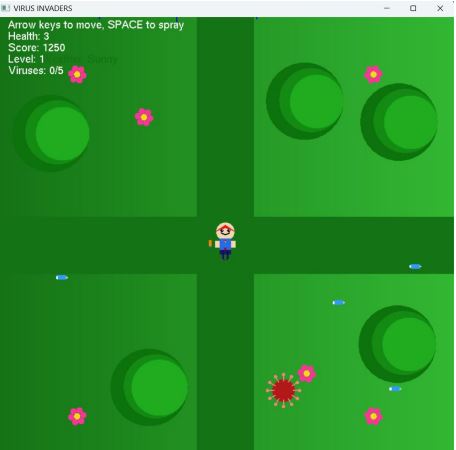 VIRUS INVADERS
Arrow keys to move, SPACE to spray
Health: 3
Score: 1250
Level: 1
Viruses: 0/5